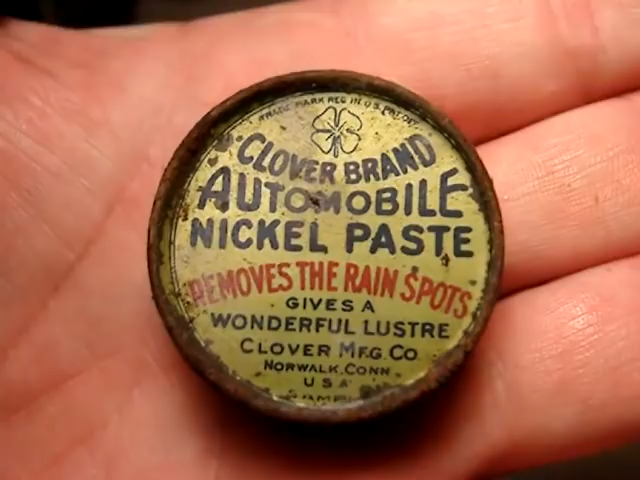 TRADE MARK REG IN U.S. PAT. OFF.
CLOVER BRAND
AUTOMOBILE
NICKEL PASTE
REMOVES THE RAIN SPOTS
GIVES A
WONDERFUL LUSTRE
CLOVER MFG. CO.
NORWALK, CONN.
USA